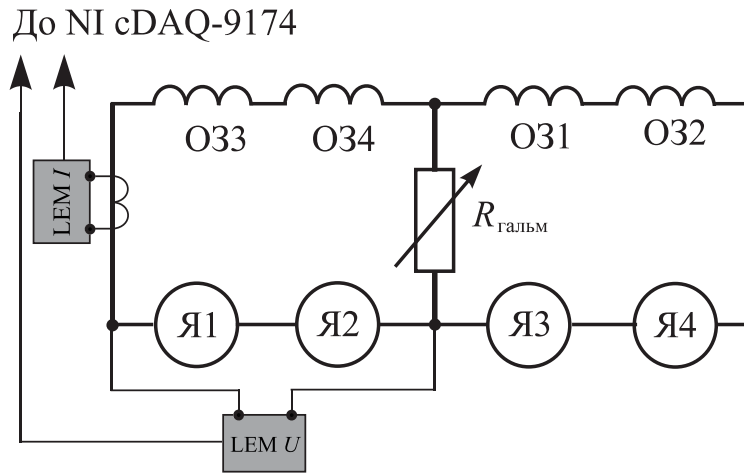 До NI cDAQ-9174
ОЗ3
ОЗ4
ОЗ1
ОЗ2
LEM I
Rгальм
Я1
Я2
Я3
Я4
LEM U